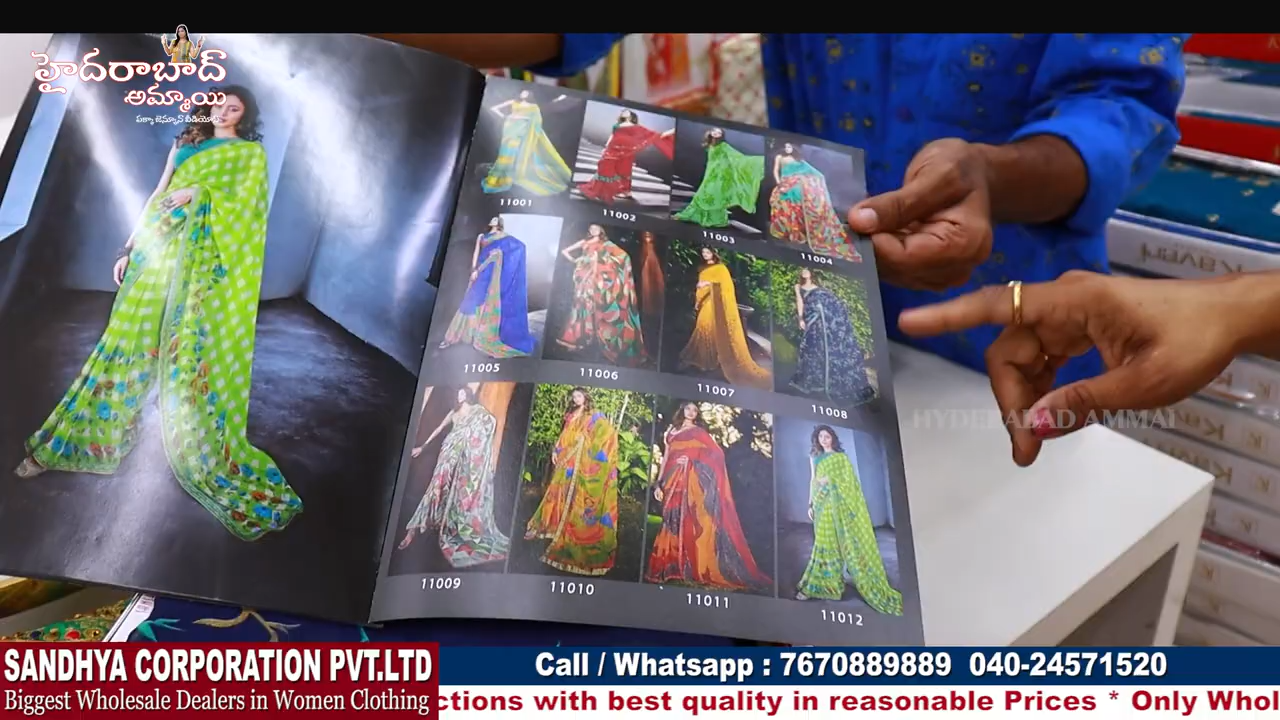 హైదరాబాద్
అమ్మాయి
పక్కా జెన్యూన్ వీడియోస్
11001
11002
11003
11004
11005
11006
11007
11008
11009
11010
11011
11012
Kaveri
HYDERABAD AMMAI
SANDHYA CORPORATION PVT.LTD
Biggest Wholesale Dealers in Women Clothing
Call / Whatsapp : 7670889889 040-24571520
ctions with best quality in reasonable Prices * Only Whol